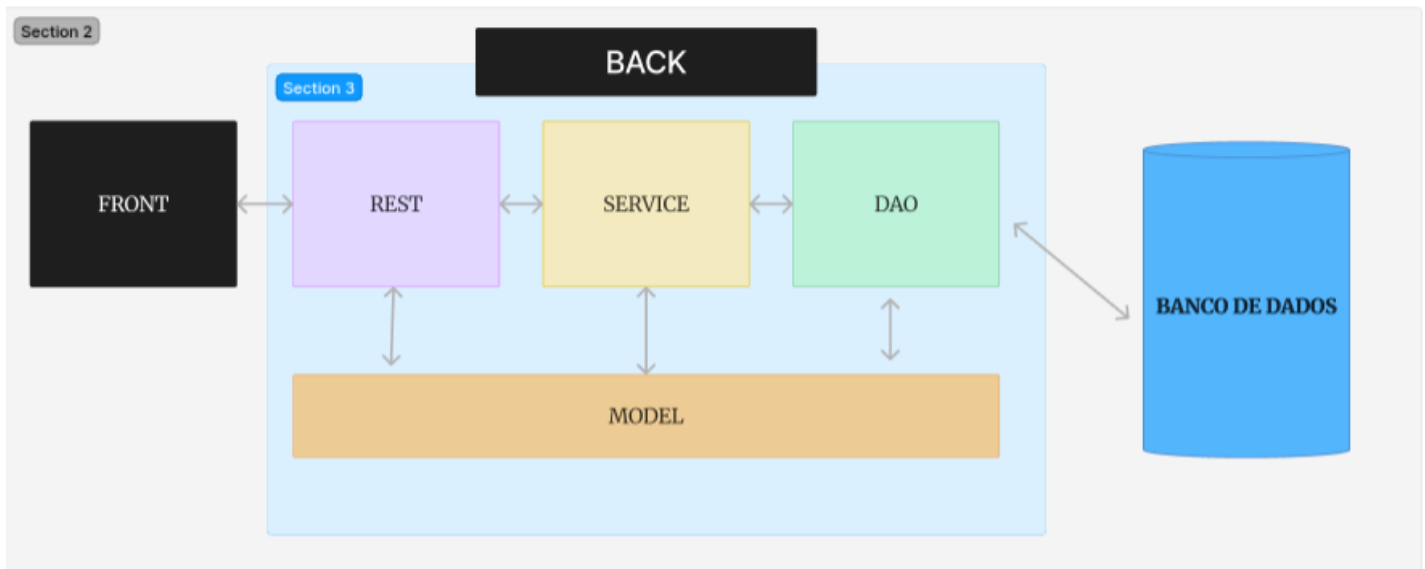 Section 2
BACK
Section 3
FRONT
REST
SERVICE
DAO
BANCO DE DADOS
MODEL